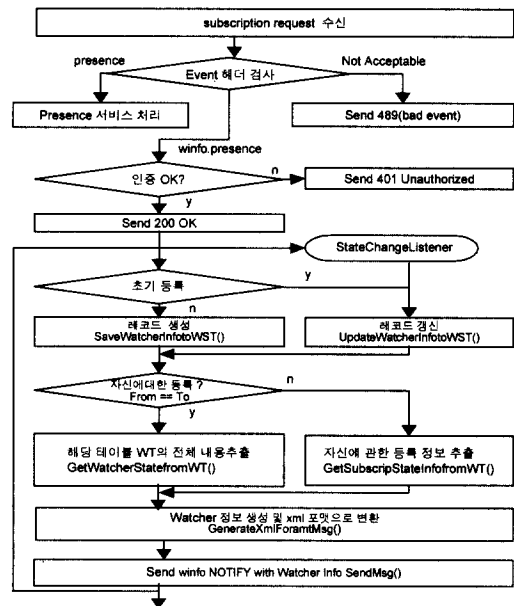 subscription request 수신
presence
Not Acceptable
Event 헤더 검사
Presence 서비스 처리
Send 489(bad event)
winfo.presence
인증 OK?
n
Send 401 Unauthorized
y
Send 200 OK
StateChangeListener
초기 등록
y
n
레코드 생성
SaveWatcherInfotoWST()
레코드 갱신
UpdateWatcherInfotoWST()
자신에대한 등록 ?
From == To
n
y
해당 테이블 WT의 전체 내용추출
GetWatcherStatefromWT()
자신에 관한 등록 정보 추출
GetSubscripStateInfofromWT()
Watcher 정보 생성 및 xml 포맷으로 변환
GenerateXmlForamtMsg()
Send winfo NOTIFY with Watcher Info SendMsg()